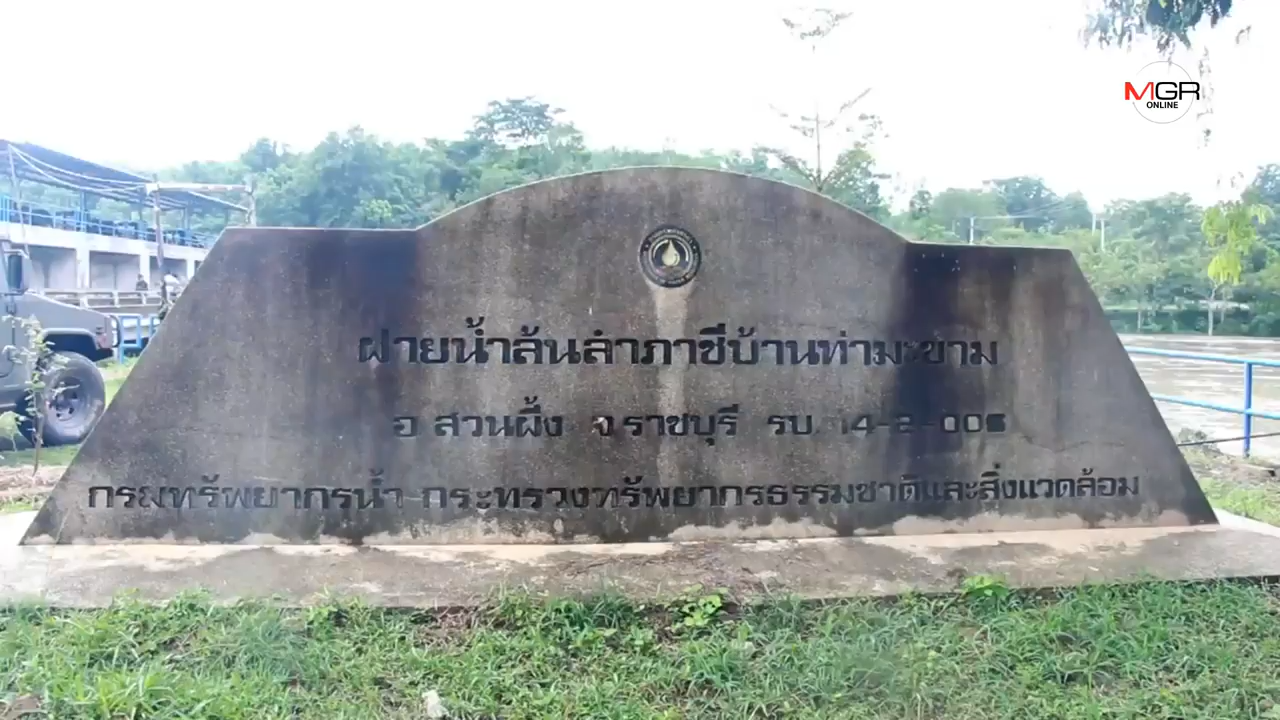 MGR
ONLINE
ฝายน้ำล้นลำภาชีบ้านท่ามะขาม
อ สวนผึ้ง จ ราชบุรี รบ. 14-2-006
กรมทรัพยากรน้ำ กระทรวงทรัพยากรธรรมชาติและสิ่งแวดล้อม